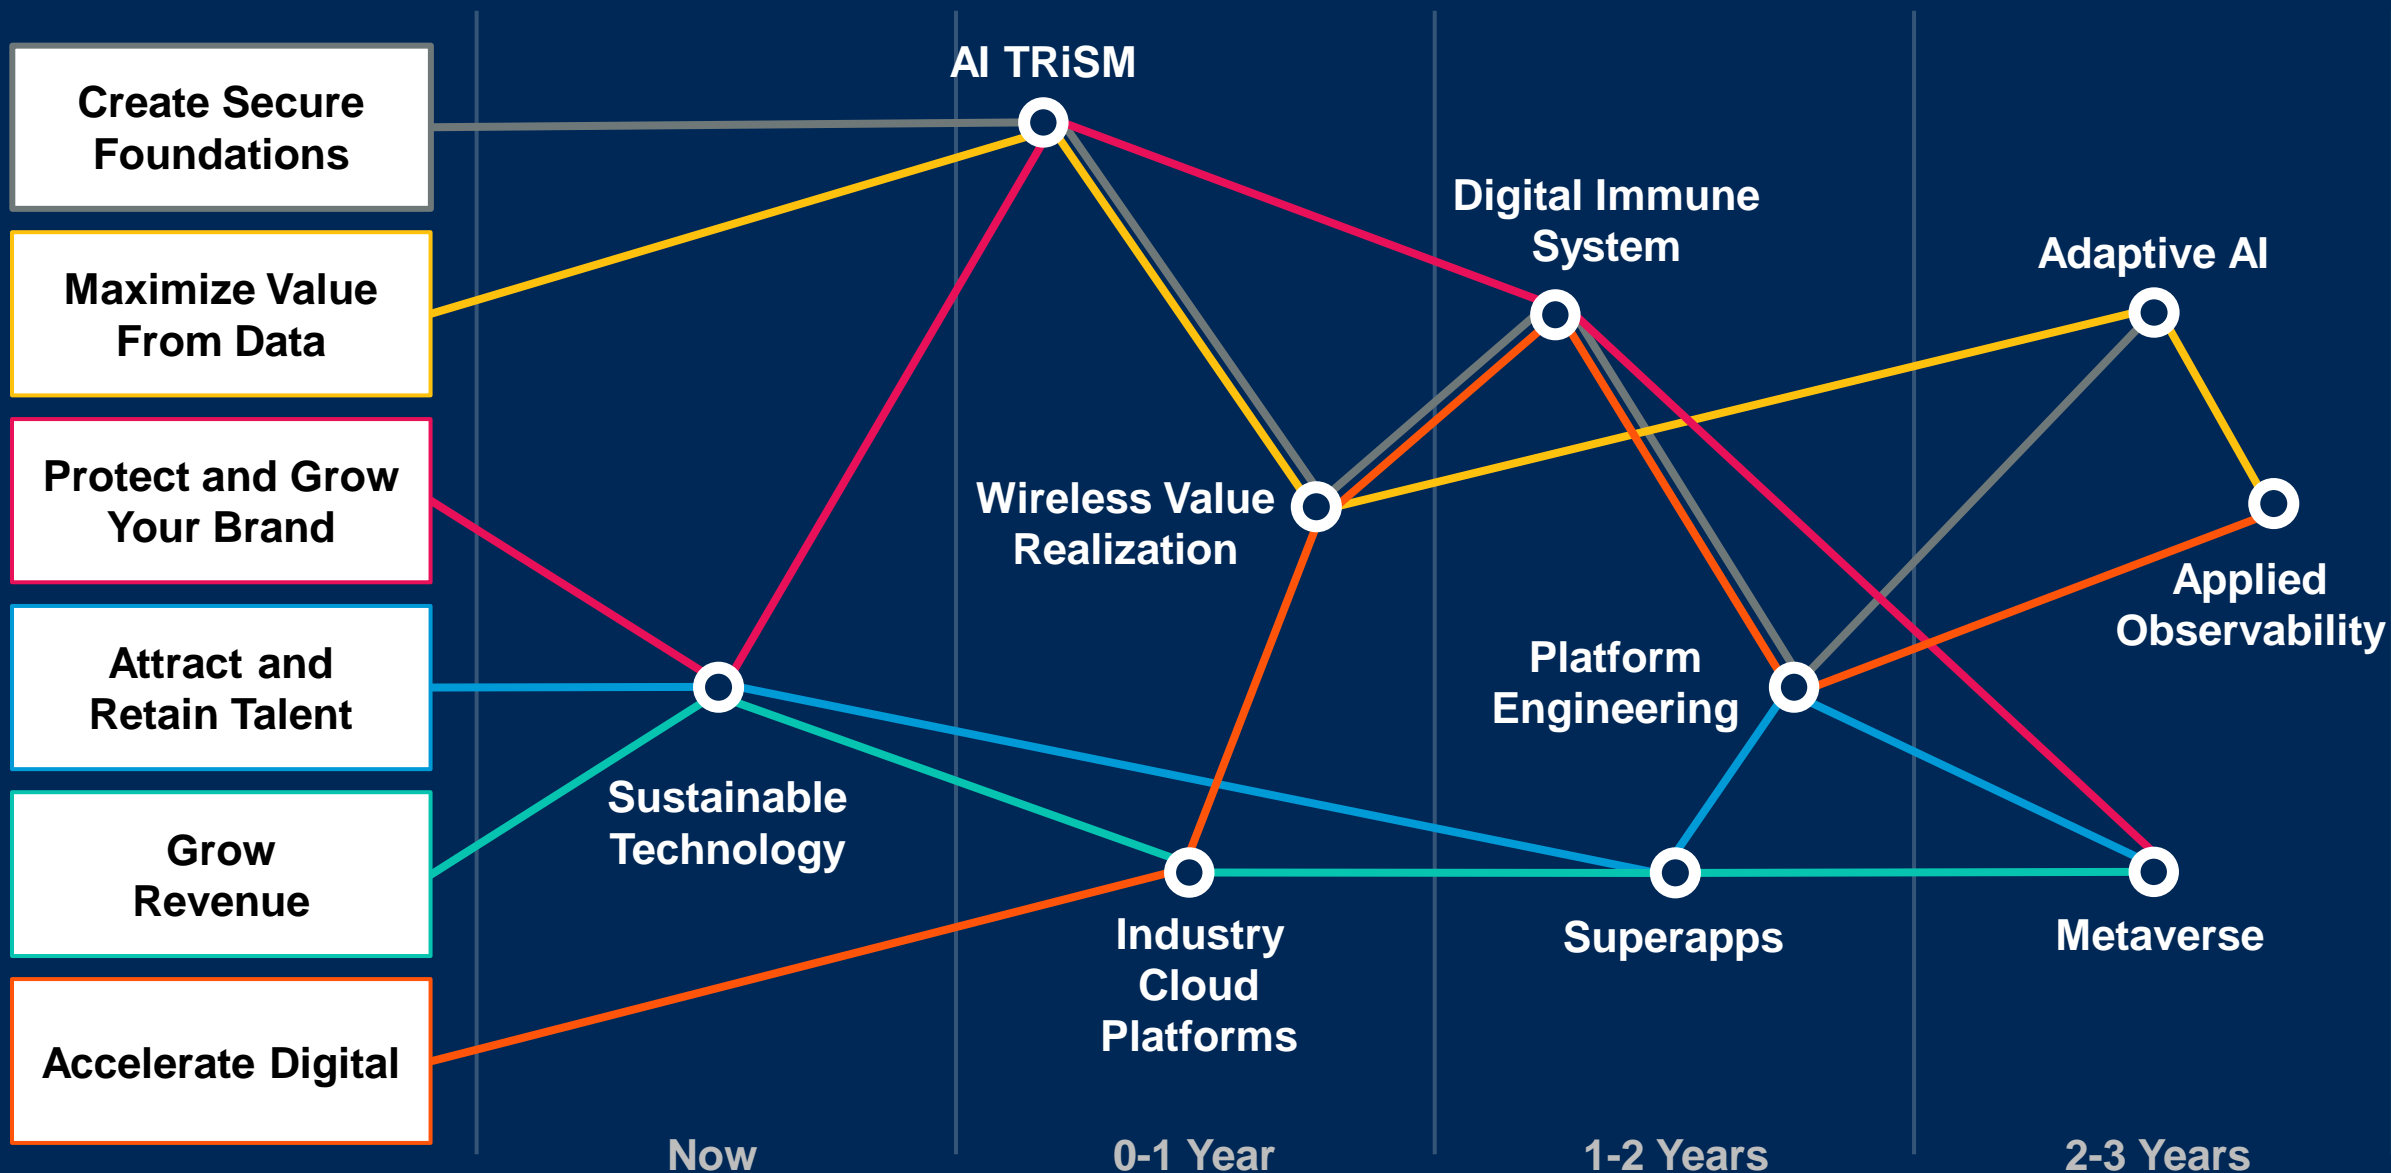 Create Secure
Foundations
Maximize Value
From Data
Protect and Grow
Your Brand
Attract and
Retain Talent
Grow
Revenue
Accelerate Digital
AI TRiSM
Digital Immune
System
Adaptive AI
Wireless Value
Realization
Applied
Observability
Platform
Engineering
Sustainable
Technology
Industry
Cloud
Platforms
Superapps
Metaverse
Now
0-1 Year
1-2 Years
2-3 Years